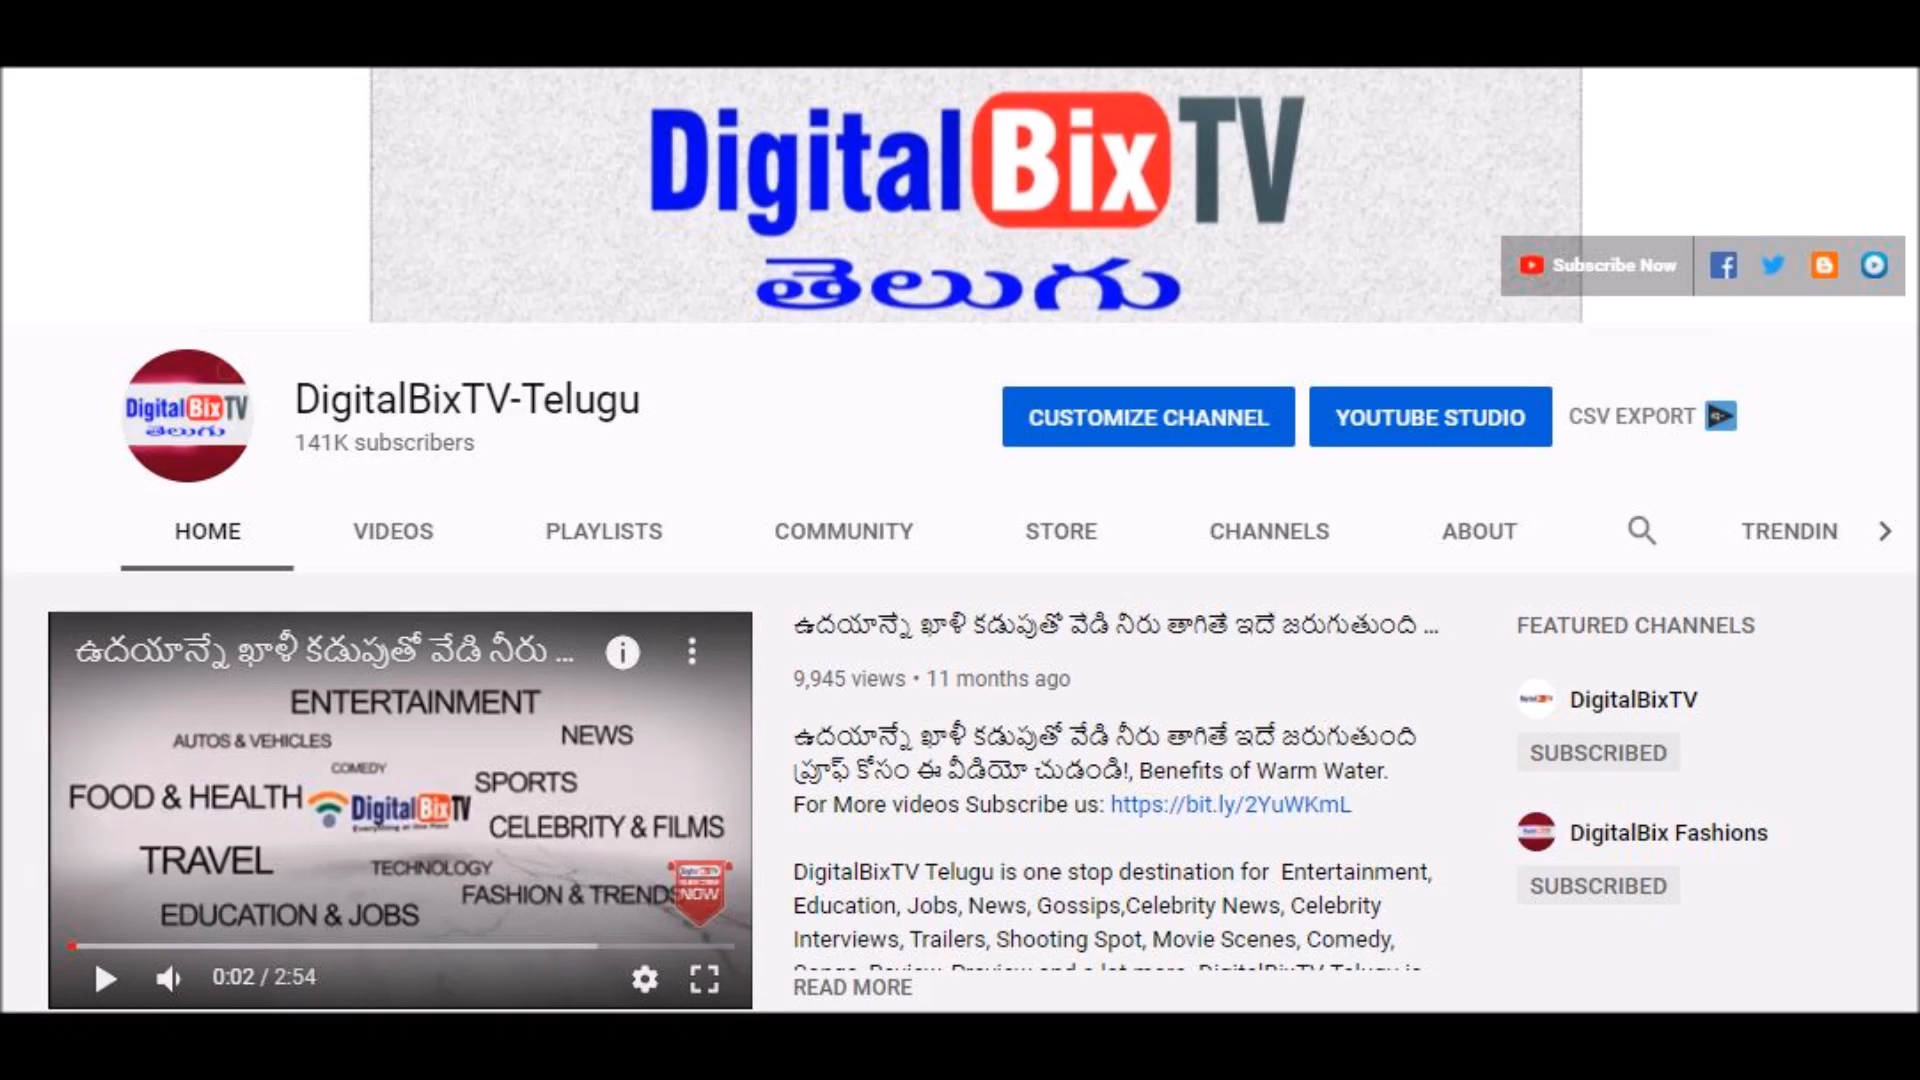 DigitalBixTV
తెలుగు
Subscribe Now
DigitalBixTV
తెలుగు
DigitalBixTV-Telugu
141K subscribers
CUSTOMIZE CHANNEL
YOUTUBE STUDIO
CSV EXPORT
HOME
VIDEOS
PLAYLISTS
COMMUNITY
STORE
CHANNELS
ABOUT
TRENDIN
ఉదయాన్నే ఖాళీ కడుపుతో వేడి నీరు ...
ENTERTAINMENT
AUTOS & VEHICLES
NEWS
COMEDY
SPORTS
FOOD & HEALTH
DigitalBixTV
CELEBRITY & FILMS
TRAVEL
TECHNOLOGY
FASHION & TRENDS
NOW
EDUCATION & JOBS
0:02 / 2:54
ఉదయాన్నే ఖాళీ కడుపుతో వేడి నీరు తాగితే ఇదే జరుగుతుంది ...
9,945 views • 11 months ago
ఉదయాన్నే ఖాళీ కడుపుతో వేడి నీరు తాగితే ఇదే జరుగుతుంది
ప్రూఫ్ కోసం ఈ వీడియో చుడండి!, Benefits of Warm Water.
For More videos Subscribe us: https://bit.ly/2YuWKmL
DigitalBixTV Telugu is one stop destination for Entertainment,
Education, Jobs, News, Gossips,Celebrity News, Celebrity
Interviews, Trailers, Shooting Spot, Movie Scenes, Comedy,
READ MORE
FEATURED CHANNELS
DigitalBixTV
SUBSCRIBED
DigitalBix Fashions
SUBSCRIBED